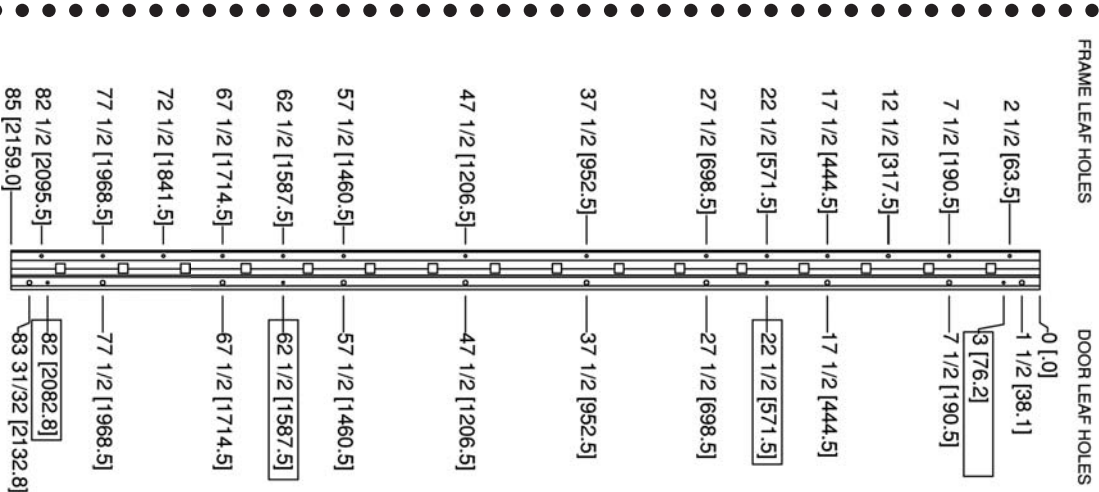 FRAME LEAF HOLES
2 1/2 [63.5]
7 1/2 [190.5]
12 1/2 [317.5]
17 1/2 [444.5]
22 1/2 [571.5]
27 1/2 [698.5]
37 1/2 [952.5]
47 1/2 [1206.5]
57 1/2 [1460.5]
62 1/2 [1587.5]
67 1/2 [1714.5]
72 1/2 [1841.5]
77 1/2 [1968.5]
82 1/2 [2095.5]
85 [2159.0]
DOOR LEAF HOLES
0 [.0]
1 1/2 [38.1]
3 [76.2]
7 1/2 [190.5]
17 1/2 [444.5]
22 1/2 [571.5]
27 1/2 [698.5]
37 1/2 [952.5]
47 1/2 [1206.5]
57 1/2 [1460.5]
62 1/2 [1587.5]
67 1/2 [1714.5]
77 1/2 [1968.5]
82 [2082.8]
83 31/32 [2132.8]